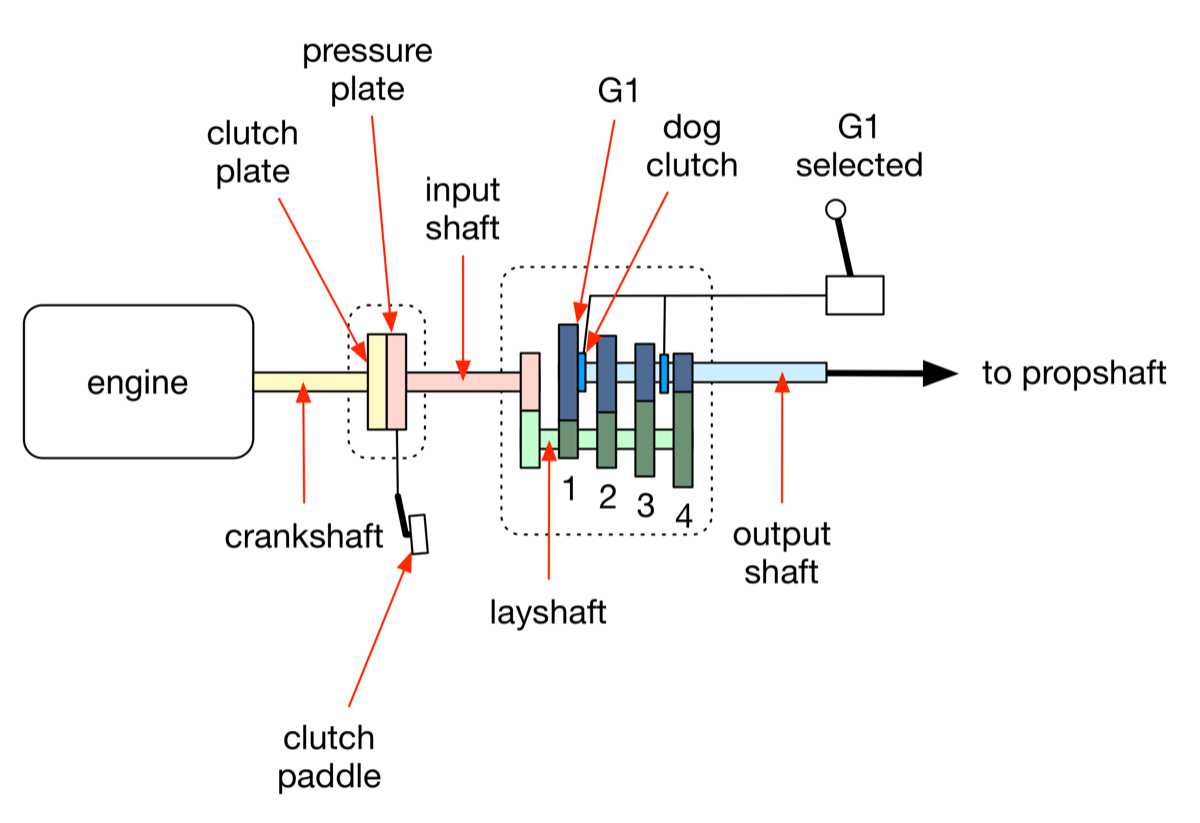 pressure
plate
G1
clutch
plate
dog
clutch
G1
selected
input
shaft
engine
to propshaft
1
2
3
4
crankshaft
output
shaft
layshaft
clutch
paddle